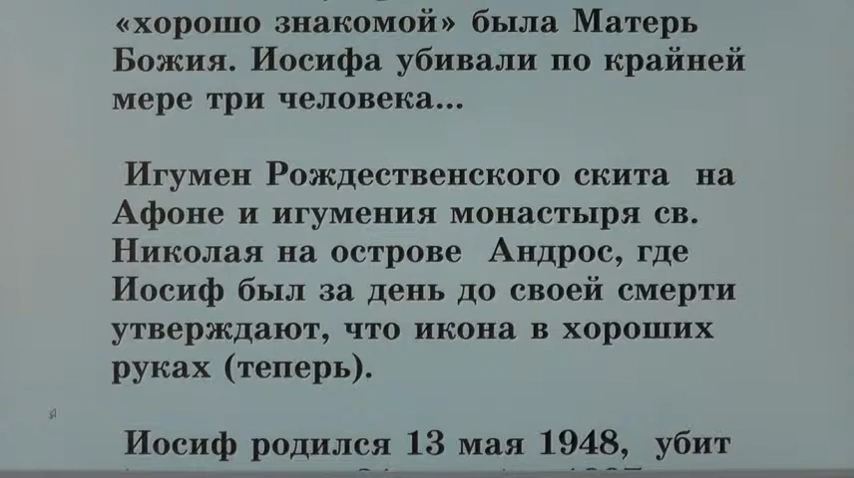 «хорошо знакомой» была Матерь
Божия. Иосифа убивали по крайней
мере три человека...
Игумен Рождественского скита на
Афоне и игумения монастыря св.
Николая на острове Андрос, где
Иосиф был за день до своей смерти
утверждают, что икона в хороших
руках (теперь).
Иосиф родился 13 мая 1948, убит